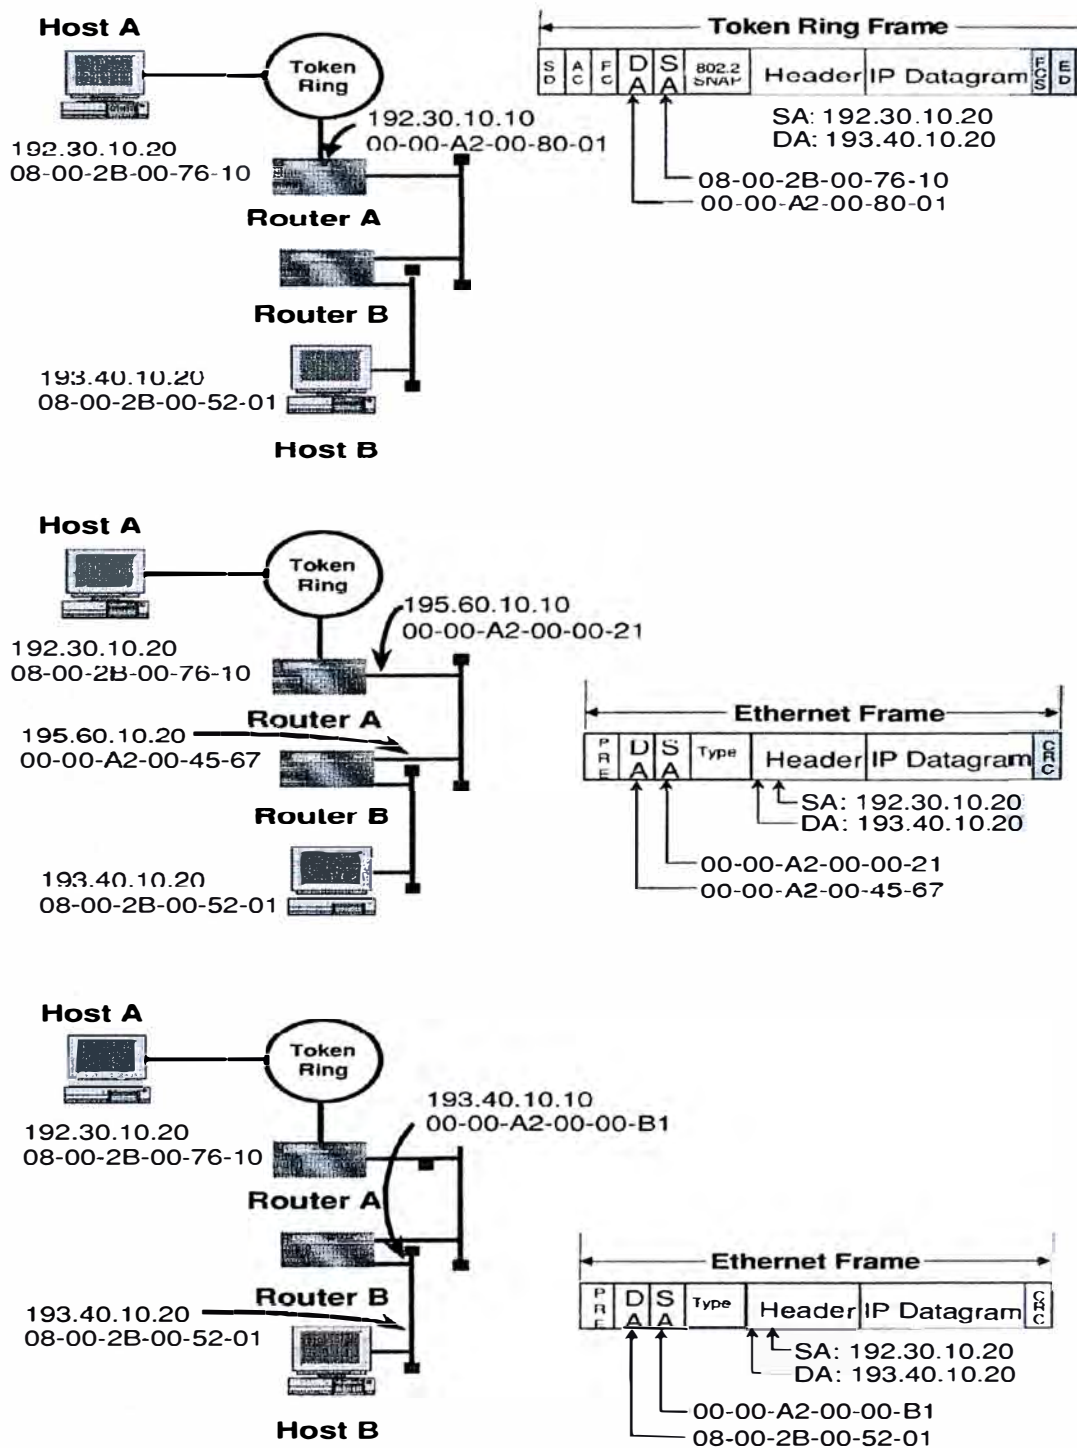 Host A
Token
Ring
192.30.10.10
00-00-A2-00-80-01
192.30.10.20
08-00-2B-00-76-10
Router A
Router B
193.40.10.20
08-00-2B-00-52-01
Host B
Token Ring Frame
SD AC FC DA SA 802.2 SNAP Header IP Datagram FCS ED
SA: 192.30.10.20
DA: 193.40.10.20
08-00-2B-00-76-10
00-00-A2-00-80-01
Host A
Token
Ring
195.60.10.10
00-00-A2-00-00-21
192.30.10.20
08-00-2B-00-76-10
Router A
195.60.10.20
00-00-A2-00-45-67
Router B
193.40.10.20
08-00-2B-00-52-01
Ethernet Frame
PRE DA SA Type Header IP Datagram CRC
SA: 192.30.10.20
DA: 193.40.10.20
00-00-A2-00-00-21
00-00-A2-00-45-67
Host A
Token
Ring
193.40.10.10
00-00-A2-00-00-B1
192.30.10.20
08-00-2B-00-76-10
Router A
Router B
193.40.10.20
08-00-2B-00-52-01
Host B
Ethernet Frame
PRE DA SA Type Header IP Datagram CRC
SA: 192.30.10.20
DA: 193.40.10.20
00-00-A2-00-00-B1
08-00-2B-00-52-01